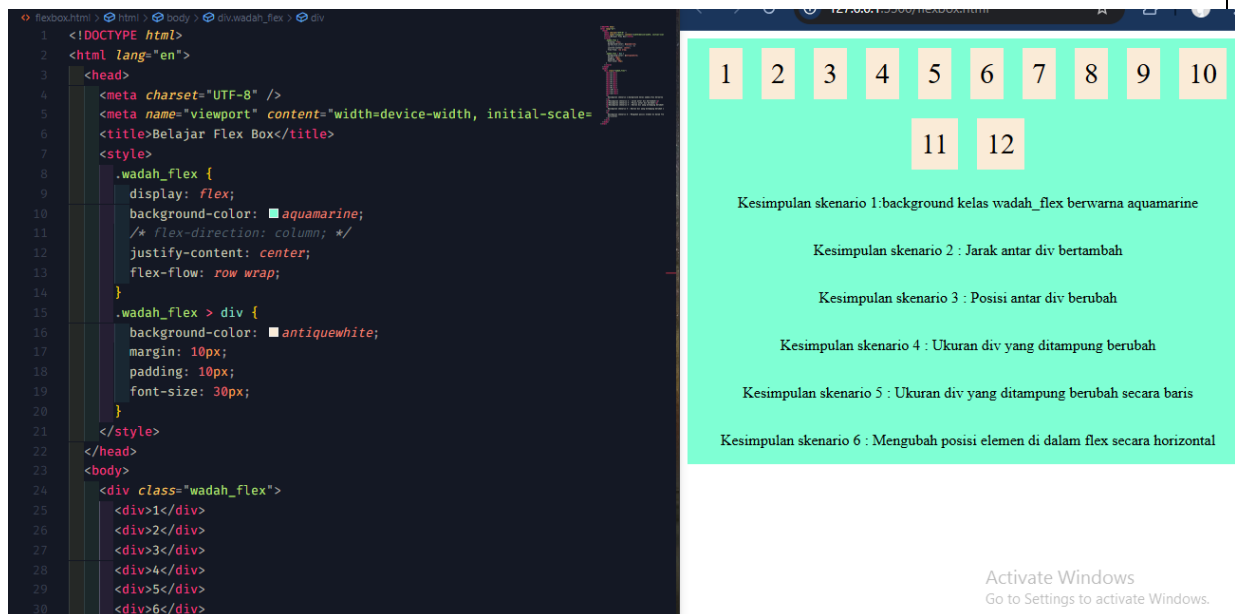 flexbox.html > html > body > div.wadah_flex > div
1 <!DOCTYPE html>
2 <html lang="en">
3 <head>
4 <meta charset="UTF-8" />
5 <meta name="viewport" content="width=device-width, initial-scale=
6 <title>Belajar Flex Box</title>
7 <style>
8 .wadah_flex {
9 display: flex;
10 background-color: aquamarine;
11 /* flex-direction: column; */
12 justify-content: center;
13 flex-flow: row wrap;
14 }
15 .wadah_flex > div {
16 background-color: antiquewhite;
17 margin: 10px;
18 padding: 10px;
19 font-size: 30px;
20 }
21 </style>
22 </head>
23 <body>
24 <div class="wadah_flex">
25 <div>1</div>
26 <div>2</div>
27 <div>3</div>
28 <div>4</div>
29 <div>5</div>
30 <div>6</div>
127.0.0.1:5500/flexbox.html
1 2 3 4 5 6 7 8 9 10
11 12
Kesimpulan skenario 1:background kelas wadah_flex berwarna aquamarine
Kesimpulan skenario 2 : Jarak antar div bertambah
Kesimpulan skenario 3 : Posisi antar div berubah
Kesimpulan skenario 4 : Ukuran div yang ditampung berubah
Kesimpulan skenario 5 : Ukuran div yang ditampung berubah secara baris
Kesimpulan skenario 6 : Mengubah posisi elemen di dalam flex secara horizontal
Activate Windows
Go to Settings to activate Windows.